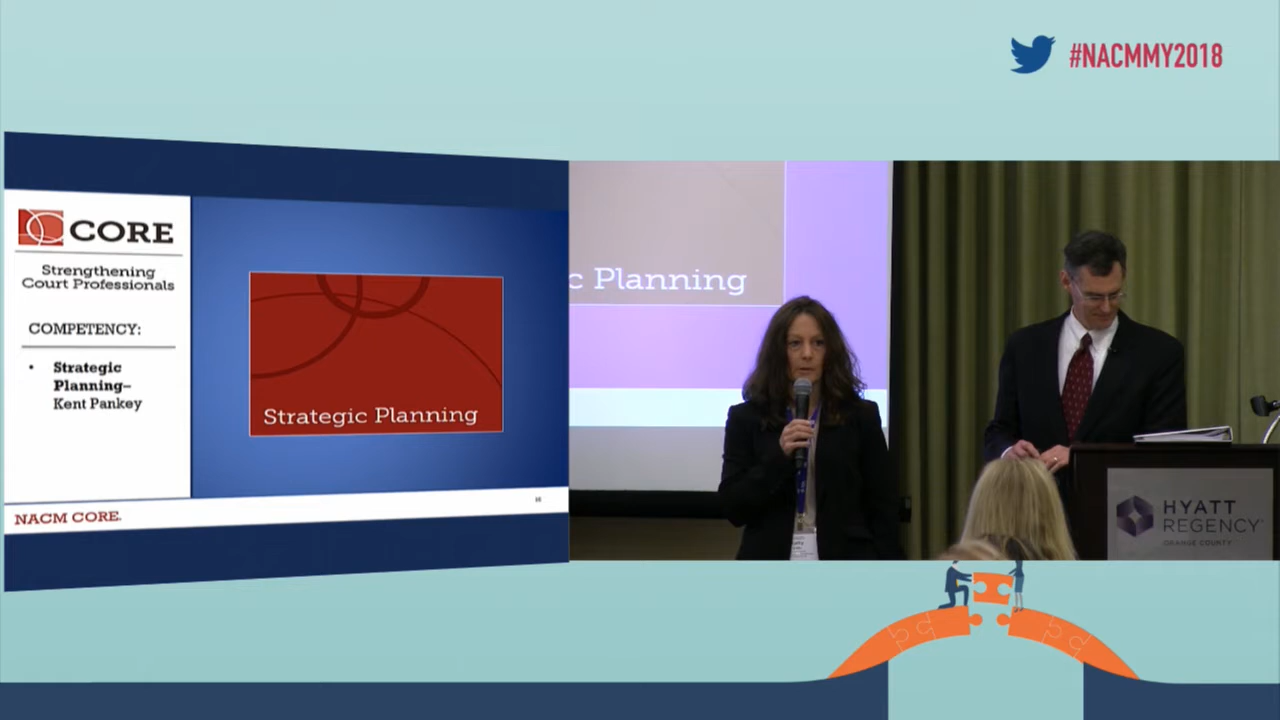 #NACMMY2018
CORE
Strengthening
Court Professionals
COMPETENCY:
• Strategic
Planning–
Kent Pankey
Strategic Planning
NACM CORE.
c Planning
HYATT
REGENCY
ORANGE COUNTY